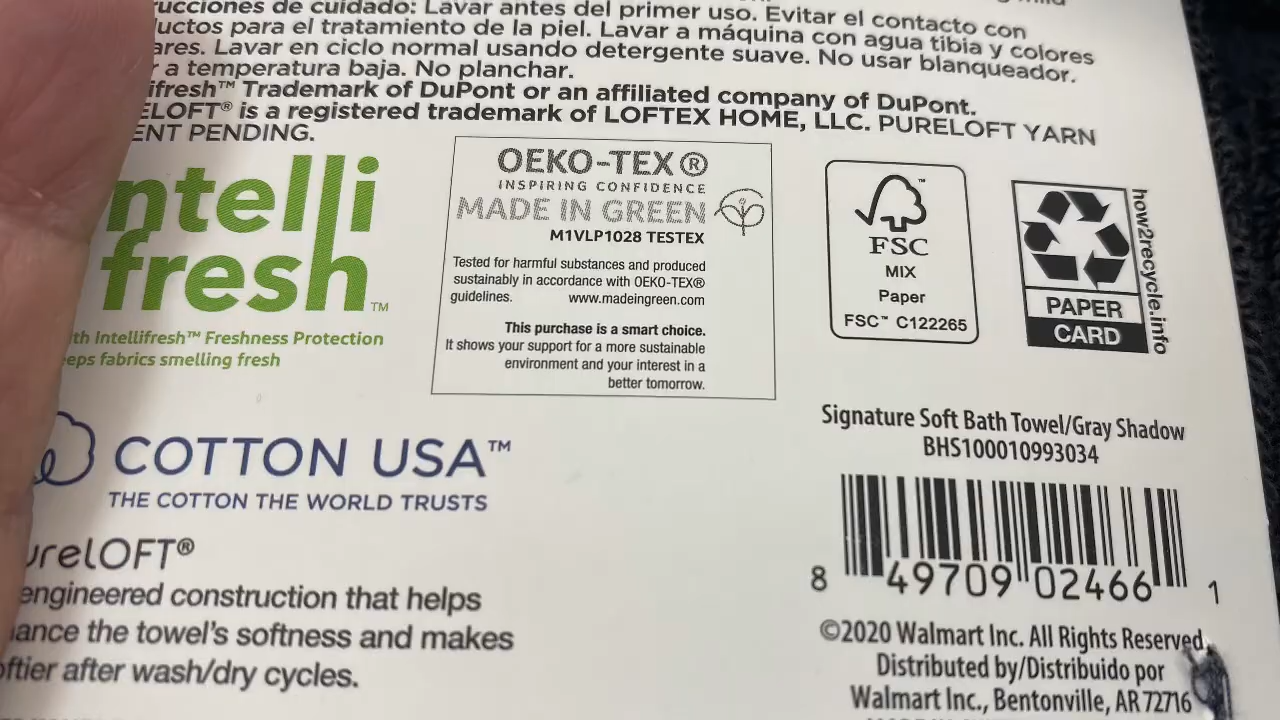 ucciones de cuidado: Lavar antes del primer uso. Evitar el contacto con
uctos para el tratamiento de la piel. Lavar a máquina con agua tibia y colores
ares. Lavar en ciclo normal usando detergente suave. No usar blanqueador.
r a temperatura baja. No planchar.
ifresh™ Trademark of DuPont or an affiliated company of DuPont.
ELOFT® is a registered trademark of LOFTEX HOME, LLC. PURELOFT YARN
ENT PENDING.
ntelli
fresh™
th Intellifresh™ Freshness Protection
eeps fabrics smelling fresh
OEKO-TEX®
INSPIRING CONFIDENCE
MADE IN GREEN
M1VLP1028 TESTEX
Tested for harmful substances and produced
sustainably in accordance with OEKO-TEX®
guidelines. www.madeingreen.com
This purchase is a smart choice.
It shows your support for a more sustainable
environment and your interest in a
better tomorrow.
™
FSC
MIX
Paper
FSC™ C122265
PAPER
CARD
how2recycle.info
COTTON USA™
THE COTTON THE WORLD TRUSTS
ureLOFT®
engineered construction that helps
ance the towel's softness and makes
oftier after wash/dry cycles.
Signature Soft Bath Towel/Gray Shadow
BHS100010993034
8 49709 02466 1
©2020 Walmart Inc. All Rights Reserved.
Distributed by/Distribuido por
Walmart Inc., Bentonville, AR 72716